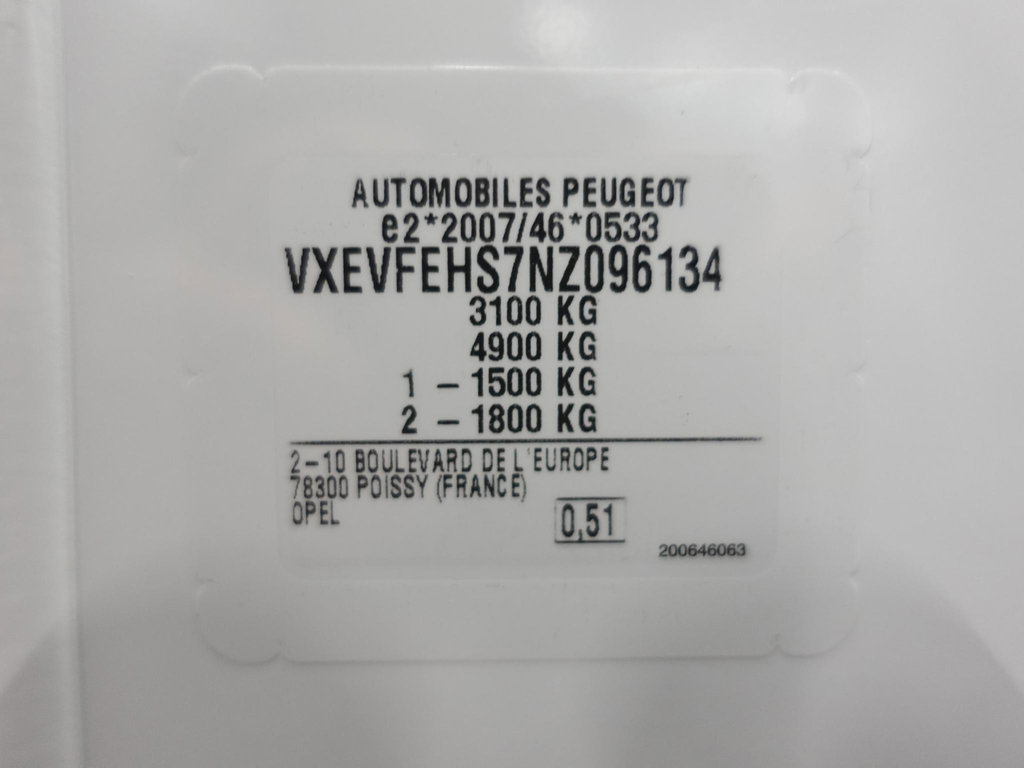 AUTOMOBILES PEUGEOT
e2*2007/46*0533
VXEVFEHS7NZ096134
3100 KG
4900 KG
1 – 1500 KG
2 – 1800 KG
2–10 BOULEVARD DE L'EUROPE
78300 POISSY (FRANCE)
OPEL
0,51
200646063